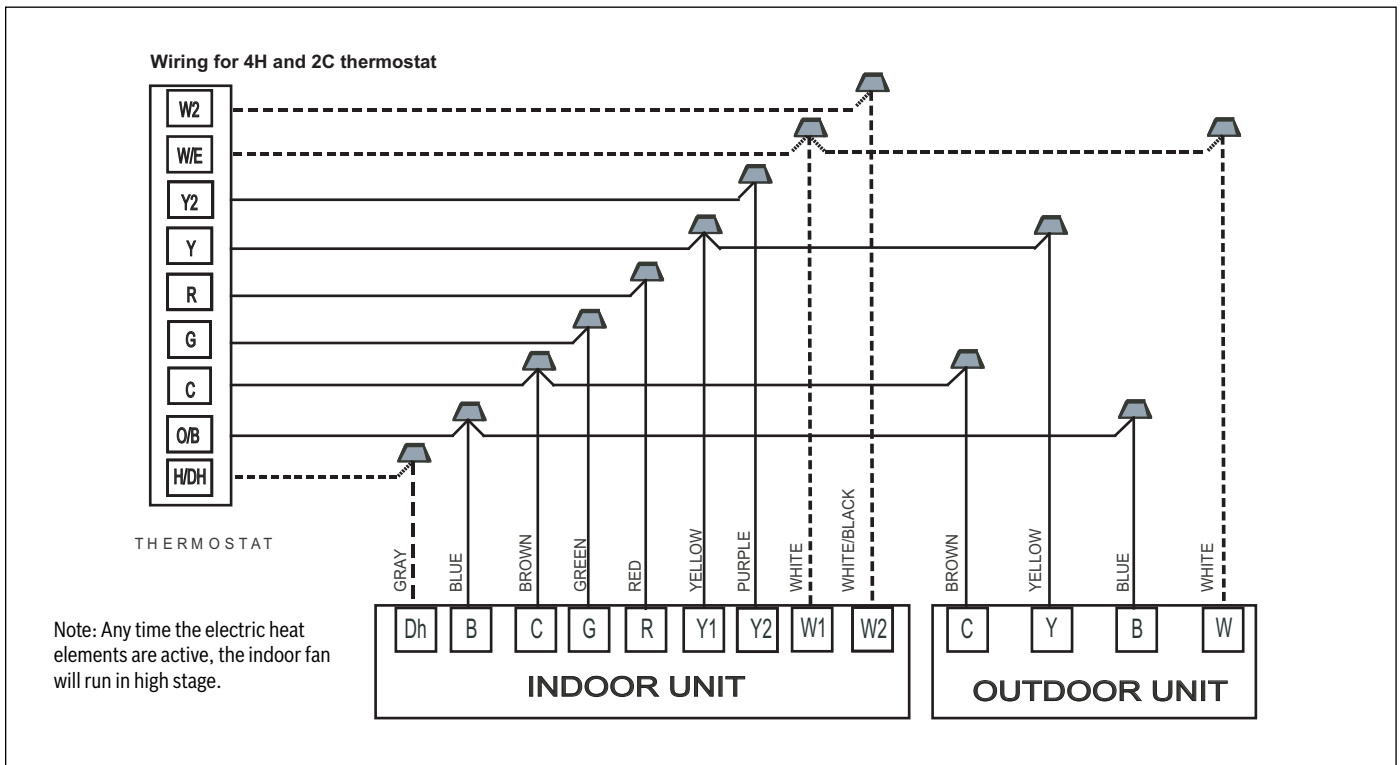 Wiring for 4H and 2C thermostat
W2
W/E
Y2
Y
R
G
C
O/B
H/DH
THERMOSTAT
GRAY
BLUE
BROWN
GREEN
RED
YELLOW
PURPLE
WHITE
WHITE/BLACK
BROWN
YELLOW
BLUE
WHITE
Dh B C G R Y1 Y2 W1 W2
INDOOR UNIT
C Y B W
OUTDOOR UNIT
Note: Any time the electric heat
elements are active, the indoor fan
will run in high stage.